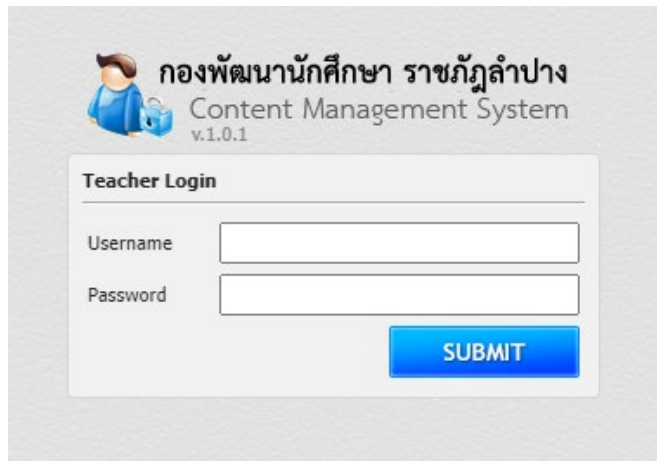 กองพัฒนานักศึกษา ราชภัฏลำปาง
Content Management System
v.1.0.1
Teacher Login
Username
Password
SUBMIT